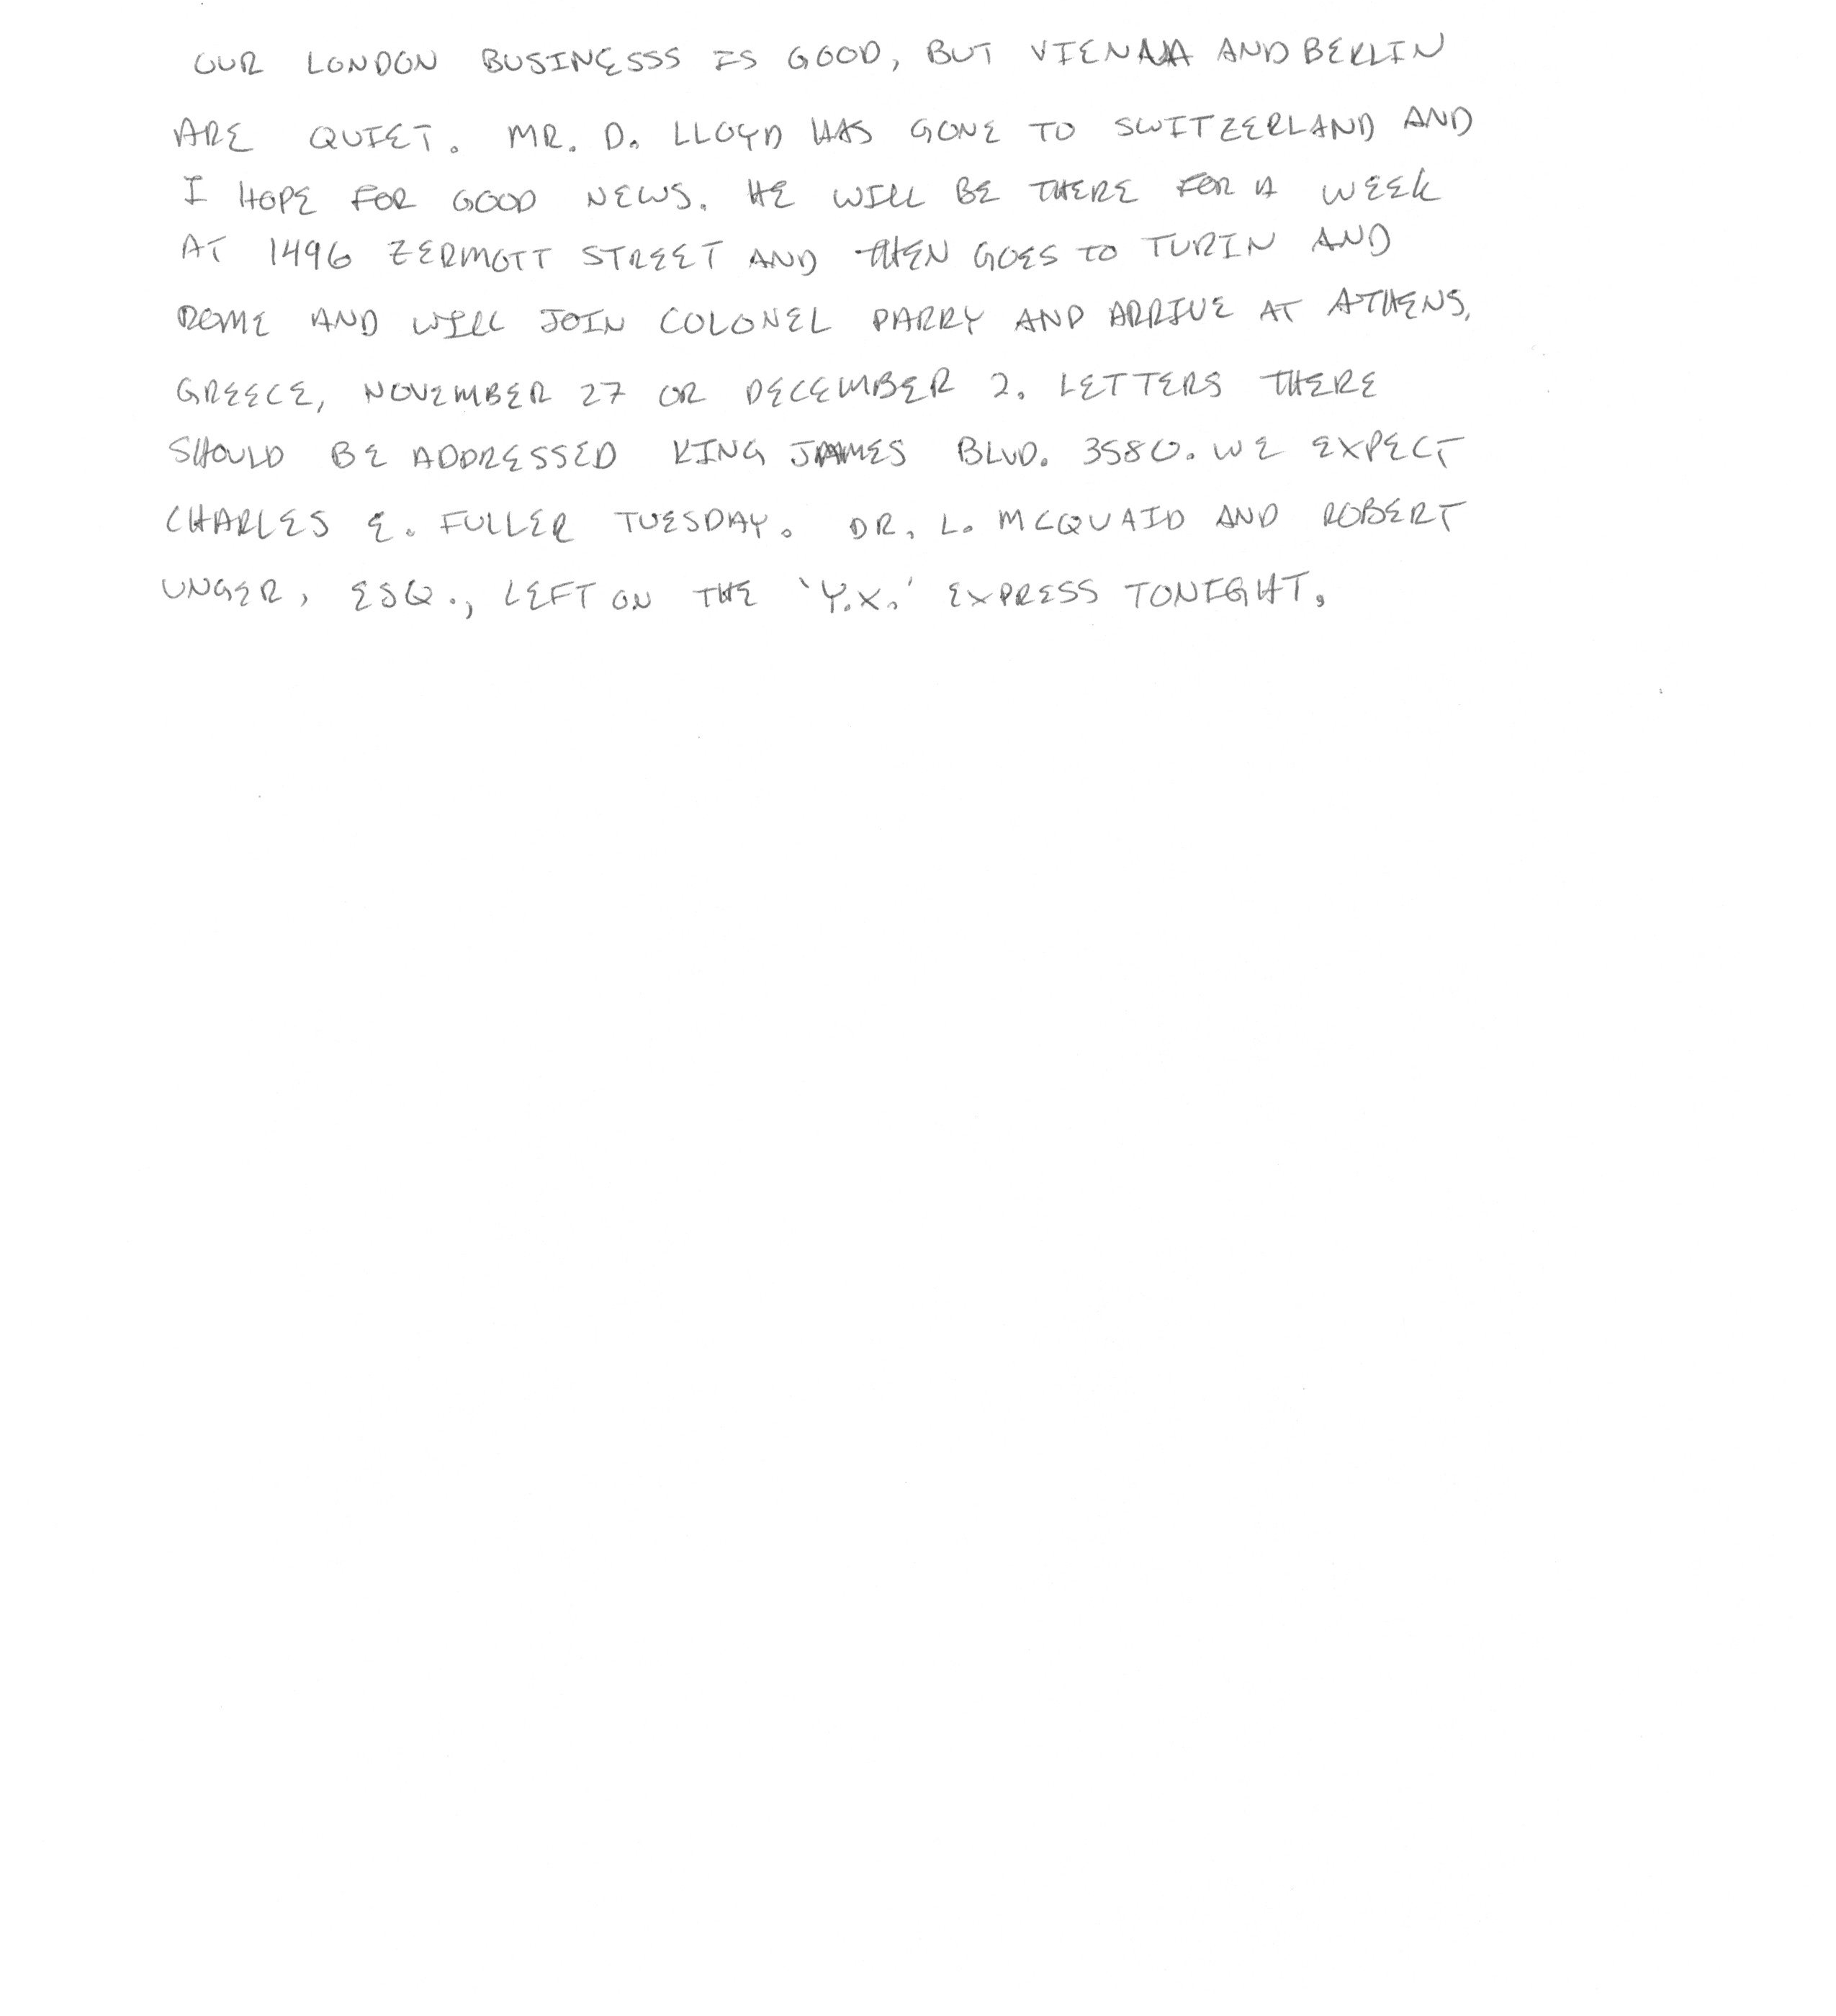 OUR LONDON BUSINESSS IS GOOD, BUT VIENNA AND BERLIN
ARE QUIET. MR. D. LLOYD HAS GONE TO SWITZERLAND AND
I HOPE FOR GOOD NEWS. HE WILL BE THERE FOR A WEEK
AT 1496 ZERMOTT STREET AND THEN GOES TO TURIN AND
ROME AND WILL JOIN COLONEL PARRY AND ARRIVE AT ATHENS,
GREECE, NOVEMBER 27 OR DECEMBER 2. LETTERS THERE
SHOULD BE ADDRESSED KING JAMES BLVD. 3580. WE EXPECT
CHARLES E. FULLER TUESDAY. DR. L. MCQUAID AND ROBERT
UNGER, ESQ., LEFT ON THE 'Y.X.' EXPRESS TONIGHT.